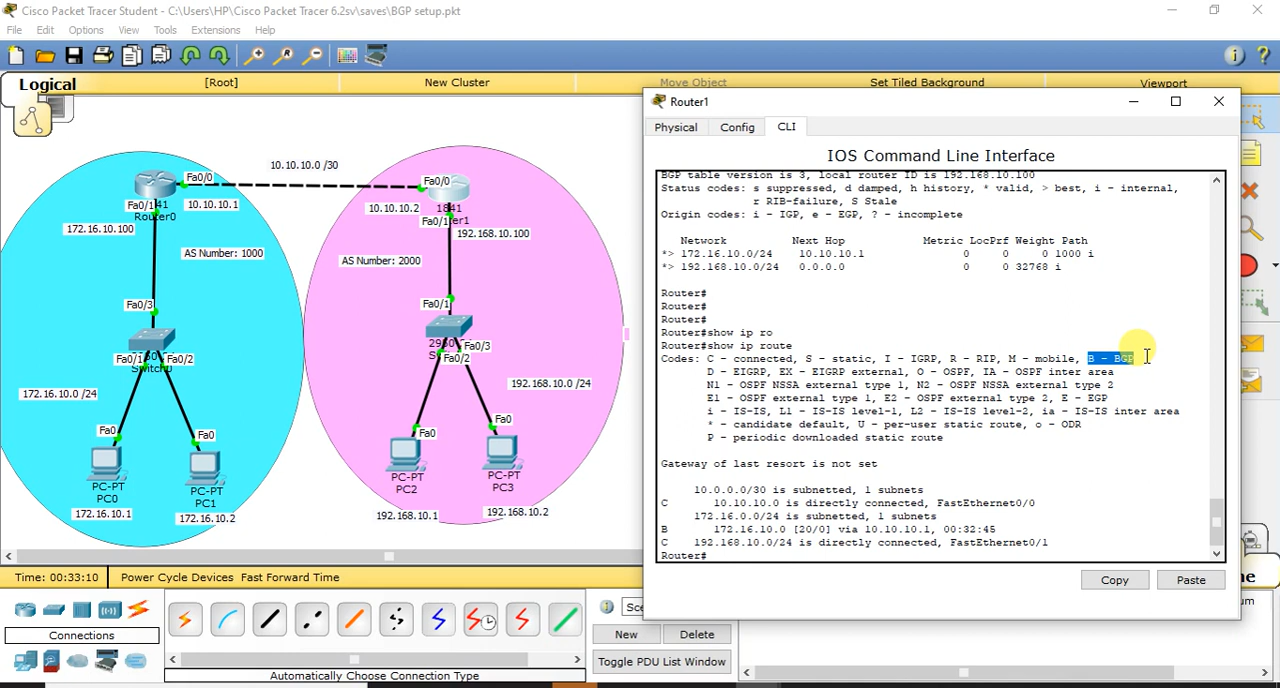 Cisco Packet Tracer Student - C:\Users\HP\Cisco Packet Tracer 6.2sv\saves\BGP setup.pkt
File Edit Options View Tools Extensions Help
Logical [Root] New Cluster Move Object Set Tiled Background Viewport
Router1
Physical Config CLI
IOS Command Line Interface
BGP table version is 3, local router ID is 192.168.10.100
Status codes: s suppressed, d damped, h history, * valid, > best, i - internal,
r RIB-failure, S Stale
Origin codes: i - IGP, e - EGP, ? - incomplete
Network Next Hop Metric LocPrf Weight Path
*> 172.16.10.0/24 10.10.10.1 0 0 0 1000 i
*> 192.168.10.0/24 0.0.0.0 0 0 32768 i
Router#
Router#
Router#
Router#show ip ro
Router#show ip route
Codes: C - connected, S - static, I - IGRP, R - RIP, M - mobile, B - BGP
D - EIGRP, EX - EIGRP external, O - OSPF, IA - OSPF inter area
N1 - OSPF NSSA external type 1, N2 - OSPF NSSA external type 2
E1 - OSPF external type 1, E2 - OSPF external type 2, E - EGP
i - IS-IS, L1 - IS-IS level-1, L2 - IS-IS level-2, ia - IS-IS inter area
* - candidate default, U - per-user static route, o - ODR
P - periodic downloaded static route
Gateway of last resort is not set
10.0.0.0/30 is subnetted, 1 subnets
C 10.10.10.0 is directly connected, FastEthernet0/0
172.16.0.0/24 is subnetted, 1 subnets
B 172.16.10.0 [20/0] via 10.10.10.1, 00:32:45
C 192.168.10.0/24 is directly connected, FastEthernet0/1
Router#
Copy Paste
10.10.10.0 /30
Fa0/0
Fa0/0
Fa0/1
41
Router0
10.10.10.1
10.10.10.2
1841
Fa0/1
172.16.10.100
192.168.10.100
AS Number: 1000
AS Number: 2000
Fa0/3
Fa0/1
Fa0/1
Fa0/2
Fa0/3
Fa0/2
172.16.10.0 /24
192.168.10.0 /24
Fa0
Fa0
Fa0
Fa0
PC-PT
PC0
PC-PT
PC1
PC-PT
PC2
PC-PT
PC3
172.16.10.1
172.16.10.2
192.168.10.1
192.168.10.2
Time: 00:33:10 Power Cycle Devices Fast Forward Time
Connections
Automatically Choose Connection Type
New Delete
Toggle PDU List Window